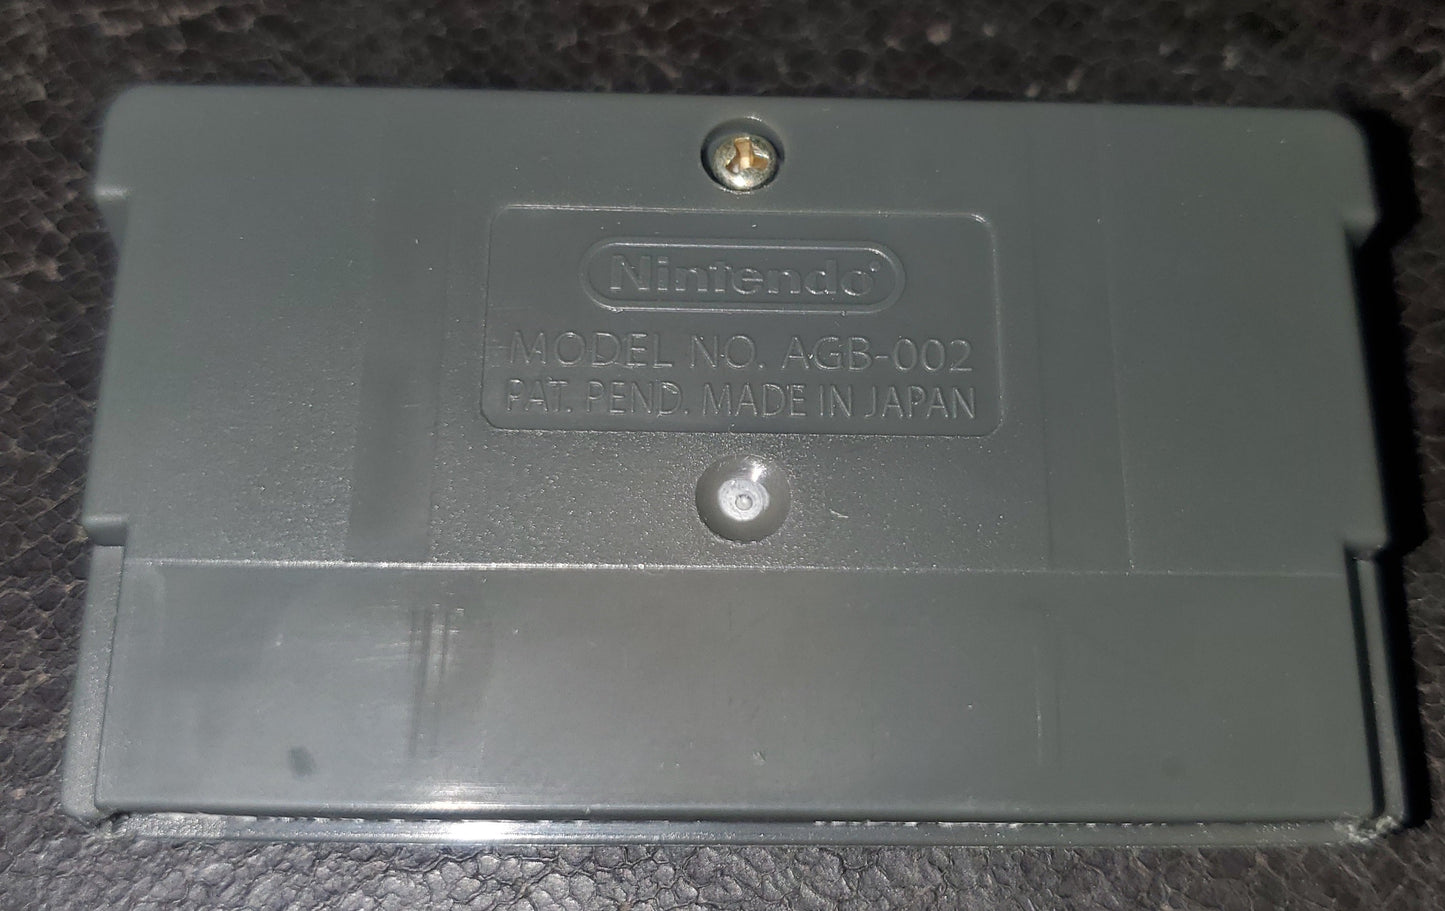 Nintendo®
MODEL NO. AGB-002
PAT. PEND. MADE IN JAPAN